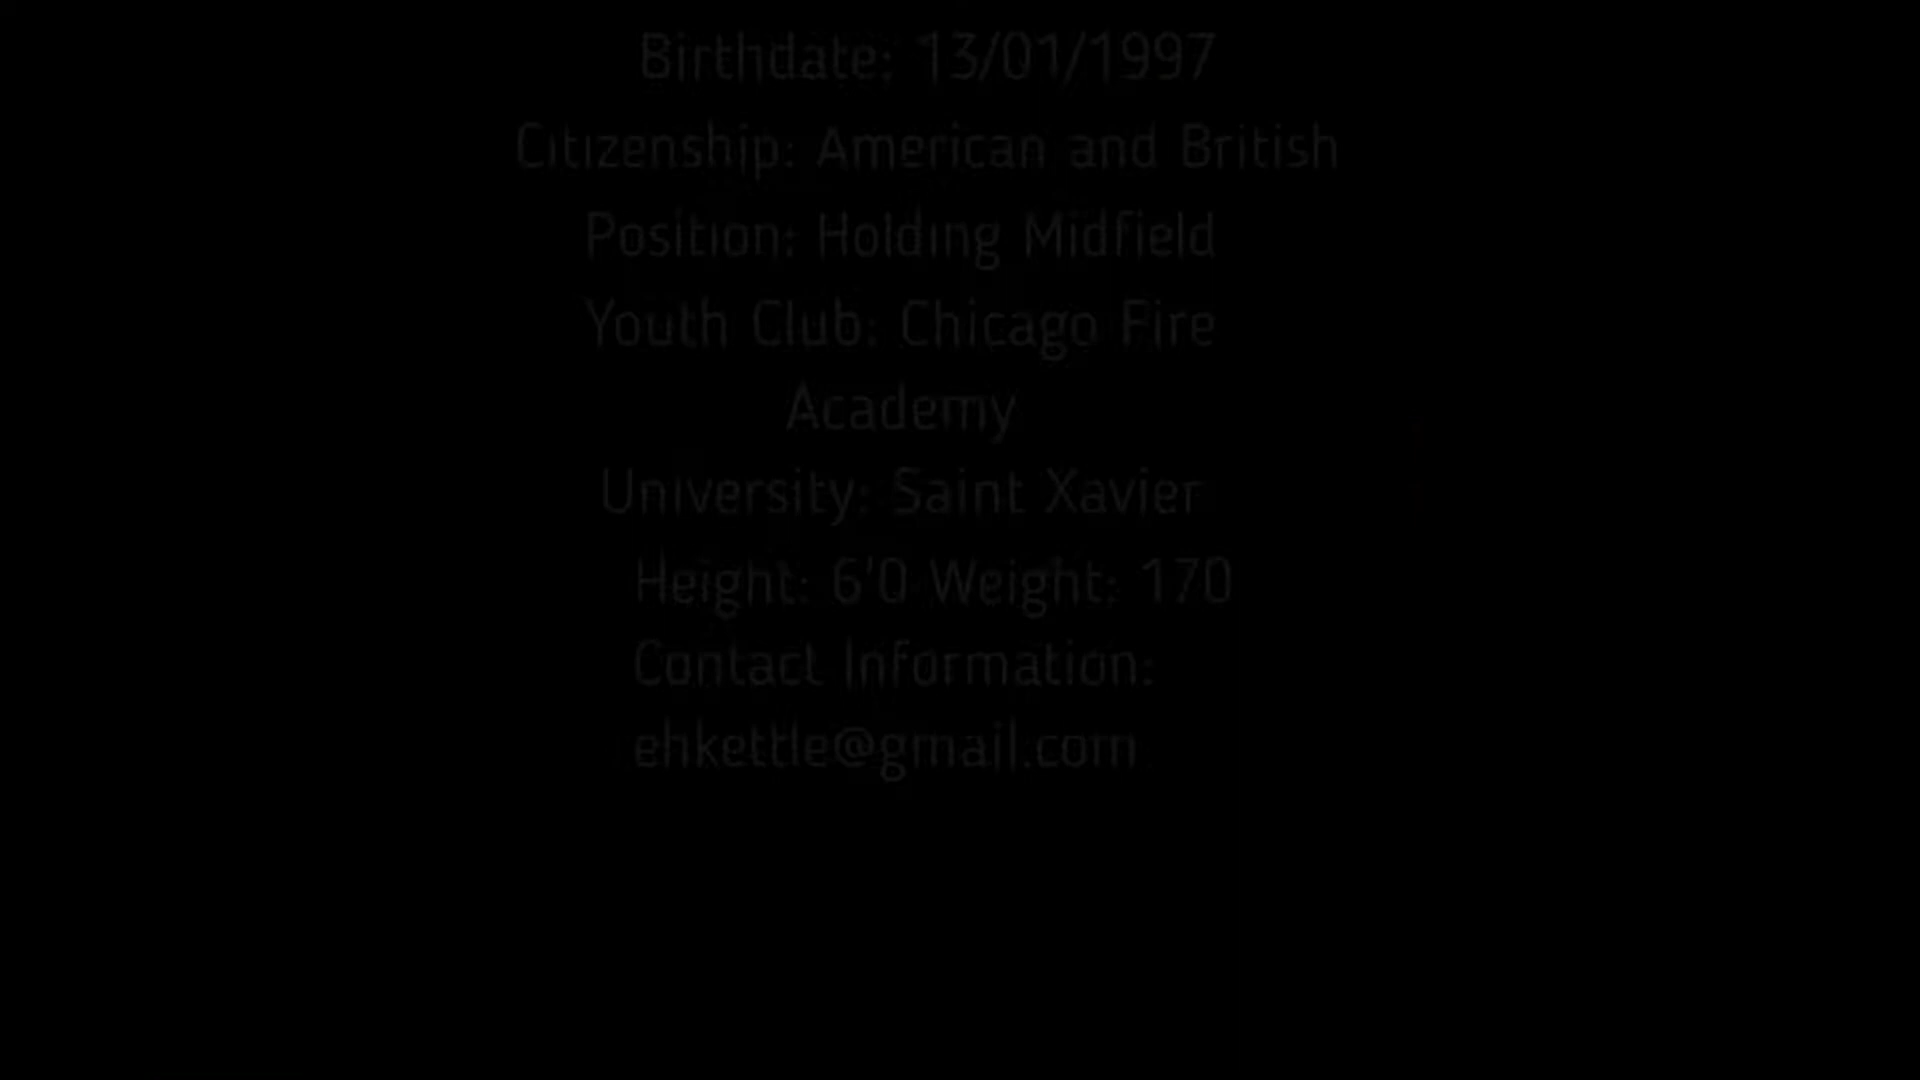 Birthdate: 13/01/1997
Citizenship: American and British
Position: Holding Midfield
Youth Club: Chicago Fire
Academy
University: Saint Xavier
Height: 6'0 Weight: 170
Contact Information:
ehkettle@gmail.com